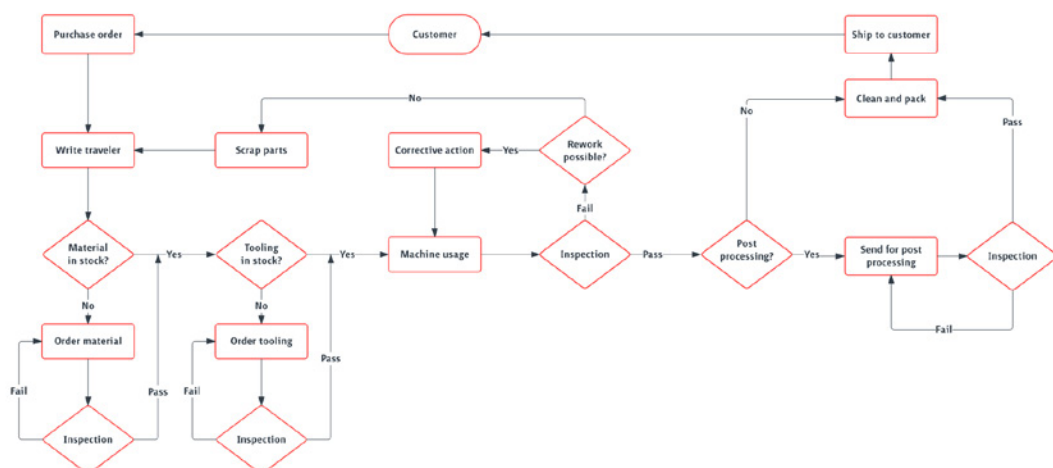 Purchase order
Customer
Ship to customer
Clean and pack
No
No
Pass
Write traveler
Scrap parts
Corrective action
Yes
Rework
possible?
Fail
Material
in stock?
Yes
Tooling
in stock?
Yes
Machine usage
Inspection
Pass
Post
processing?
Yes
Send for post
processing
Inspection
No
No
Fail
Order material
Order tooling
Fail
Pass
Fail
Pass
Inspection
Inspection